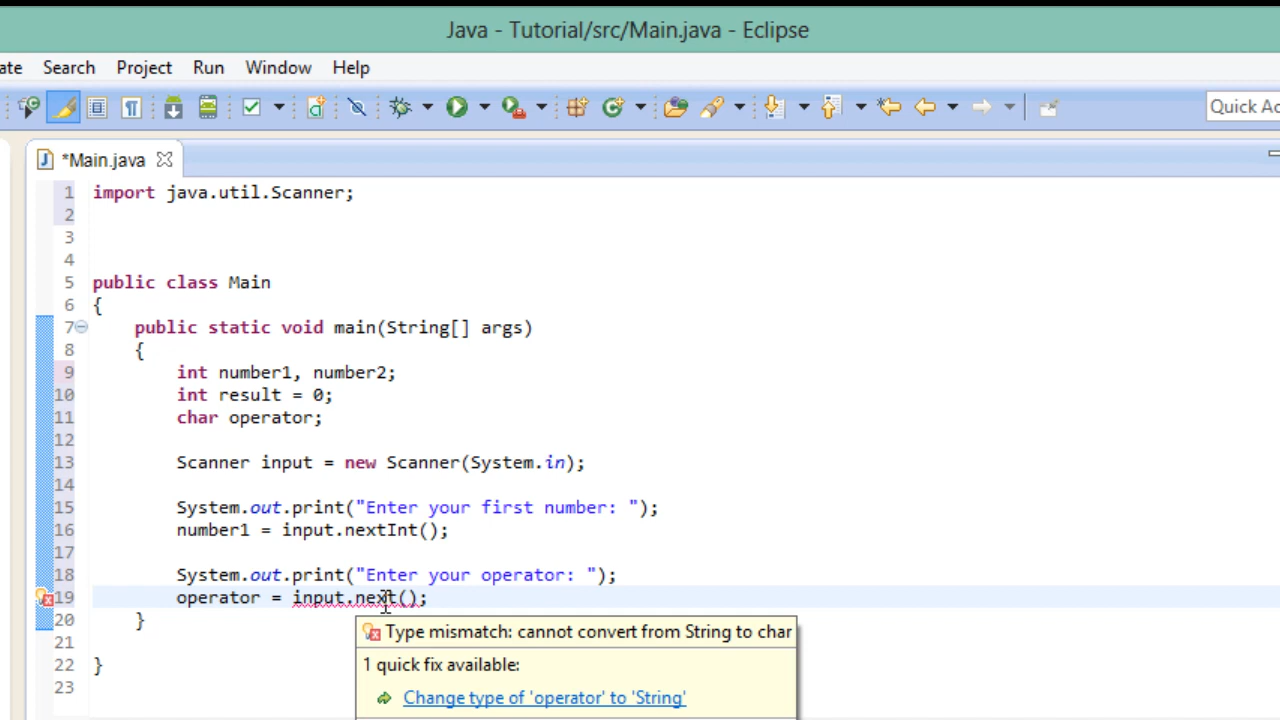 Java - Tutorial/src/Main.java - Eclipse
ate Search Project Run Window Help
Quick Ac
*Main.java
1 import java.util.Scanner;
2
3
4
5 public class Main
6 {
7 public static void main(String[] args)
8 {
9 int number1, number2;
10 int result = 0;
11 char operator;
12
13 Scanner input = new Scanner(System.in);
14
15 System.out.print("Enter your first number: ");
16 number1 = input.nextInt();
17
18 System.out.print("Enter your operator: ");
19 operator = input.next();
20 }
21
22 }
23
Type mismatch: cannot convert from String to char
1 quick fix available:
Change type of 'operator' to 'String'